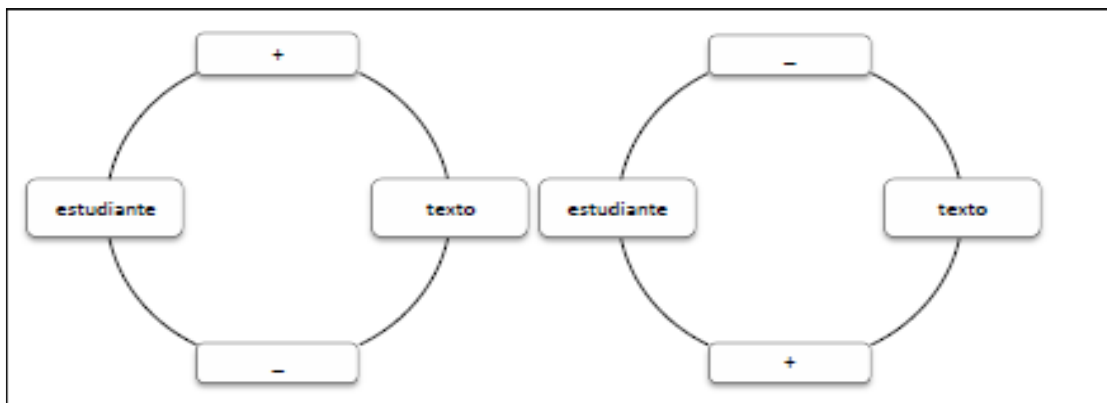 +
_
estudiante
texto
estudiante
texto
_
+